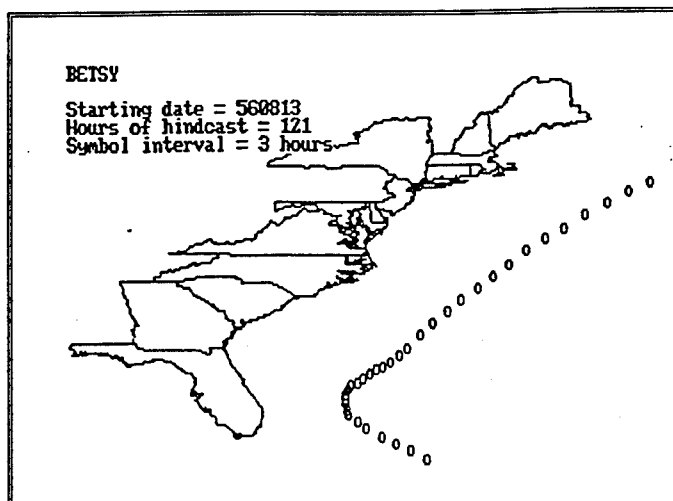 BETSY
Starting date = 560813
Hours of hindcast = 121
Symbol interval = 3 hours